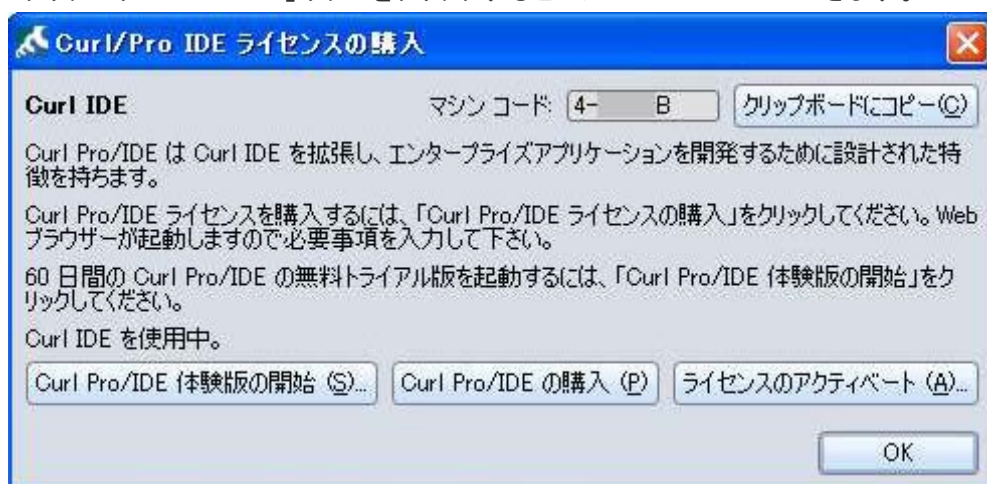 Curl/Pro IDE ライセンスの購入
Curl IDE
マシン コード: 4- B クリップボードにコピー(C)
Curl Pro/IDE は Curl IDE を拡張し、エンタープライズアプリケーションを開発するために設計された特
徴を持ちます。
Curl Pro/IDE ライセンスを購入するには、「Curl Pro/IDE ライセンスの購入」をクリックしてください。Web
ブラウザーが起動しますので必要事項を入力して下さい。
60 日間の Curl Pro/IDE の無料トライアル版を起動するには、「Curl Pro/IDE 体験版の開始」をク
リックしてください。
Curl IDE を使用中。
Curl Pro/IDE 体験版の開始 (S)... Curl Pro/IDE の購入 (P) ライセンスのアクティベート (A)...
OK